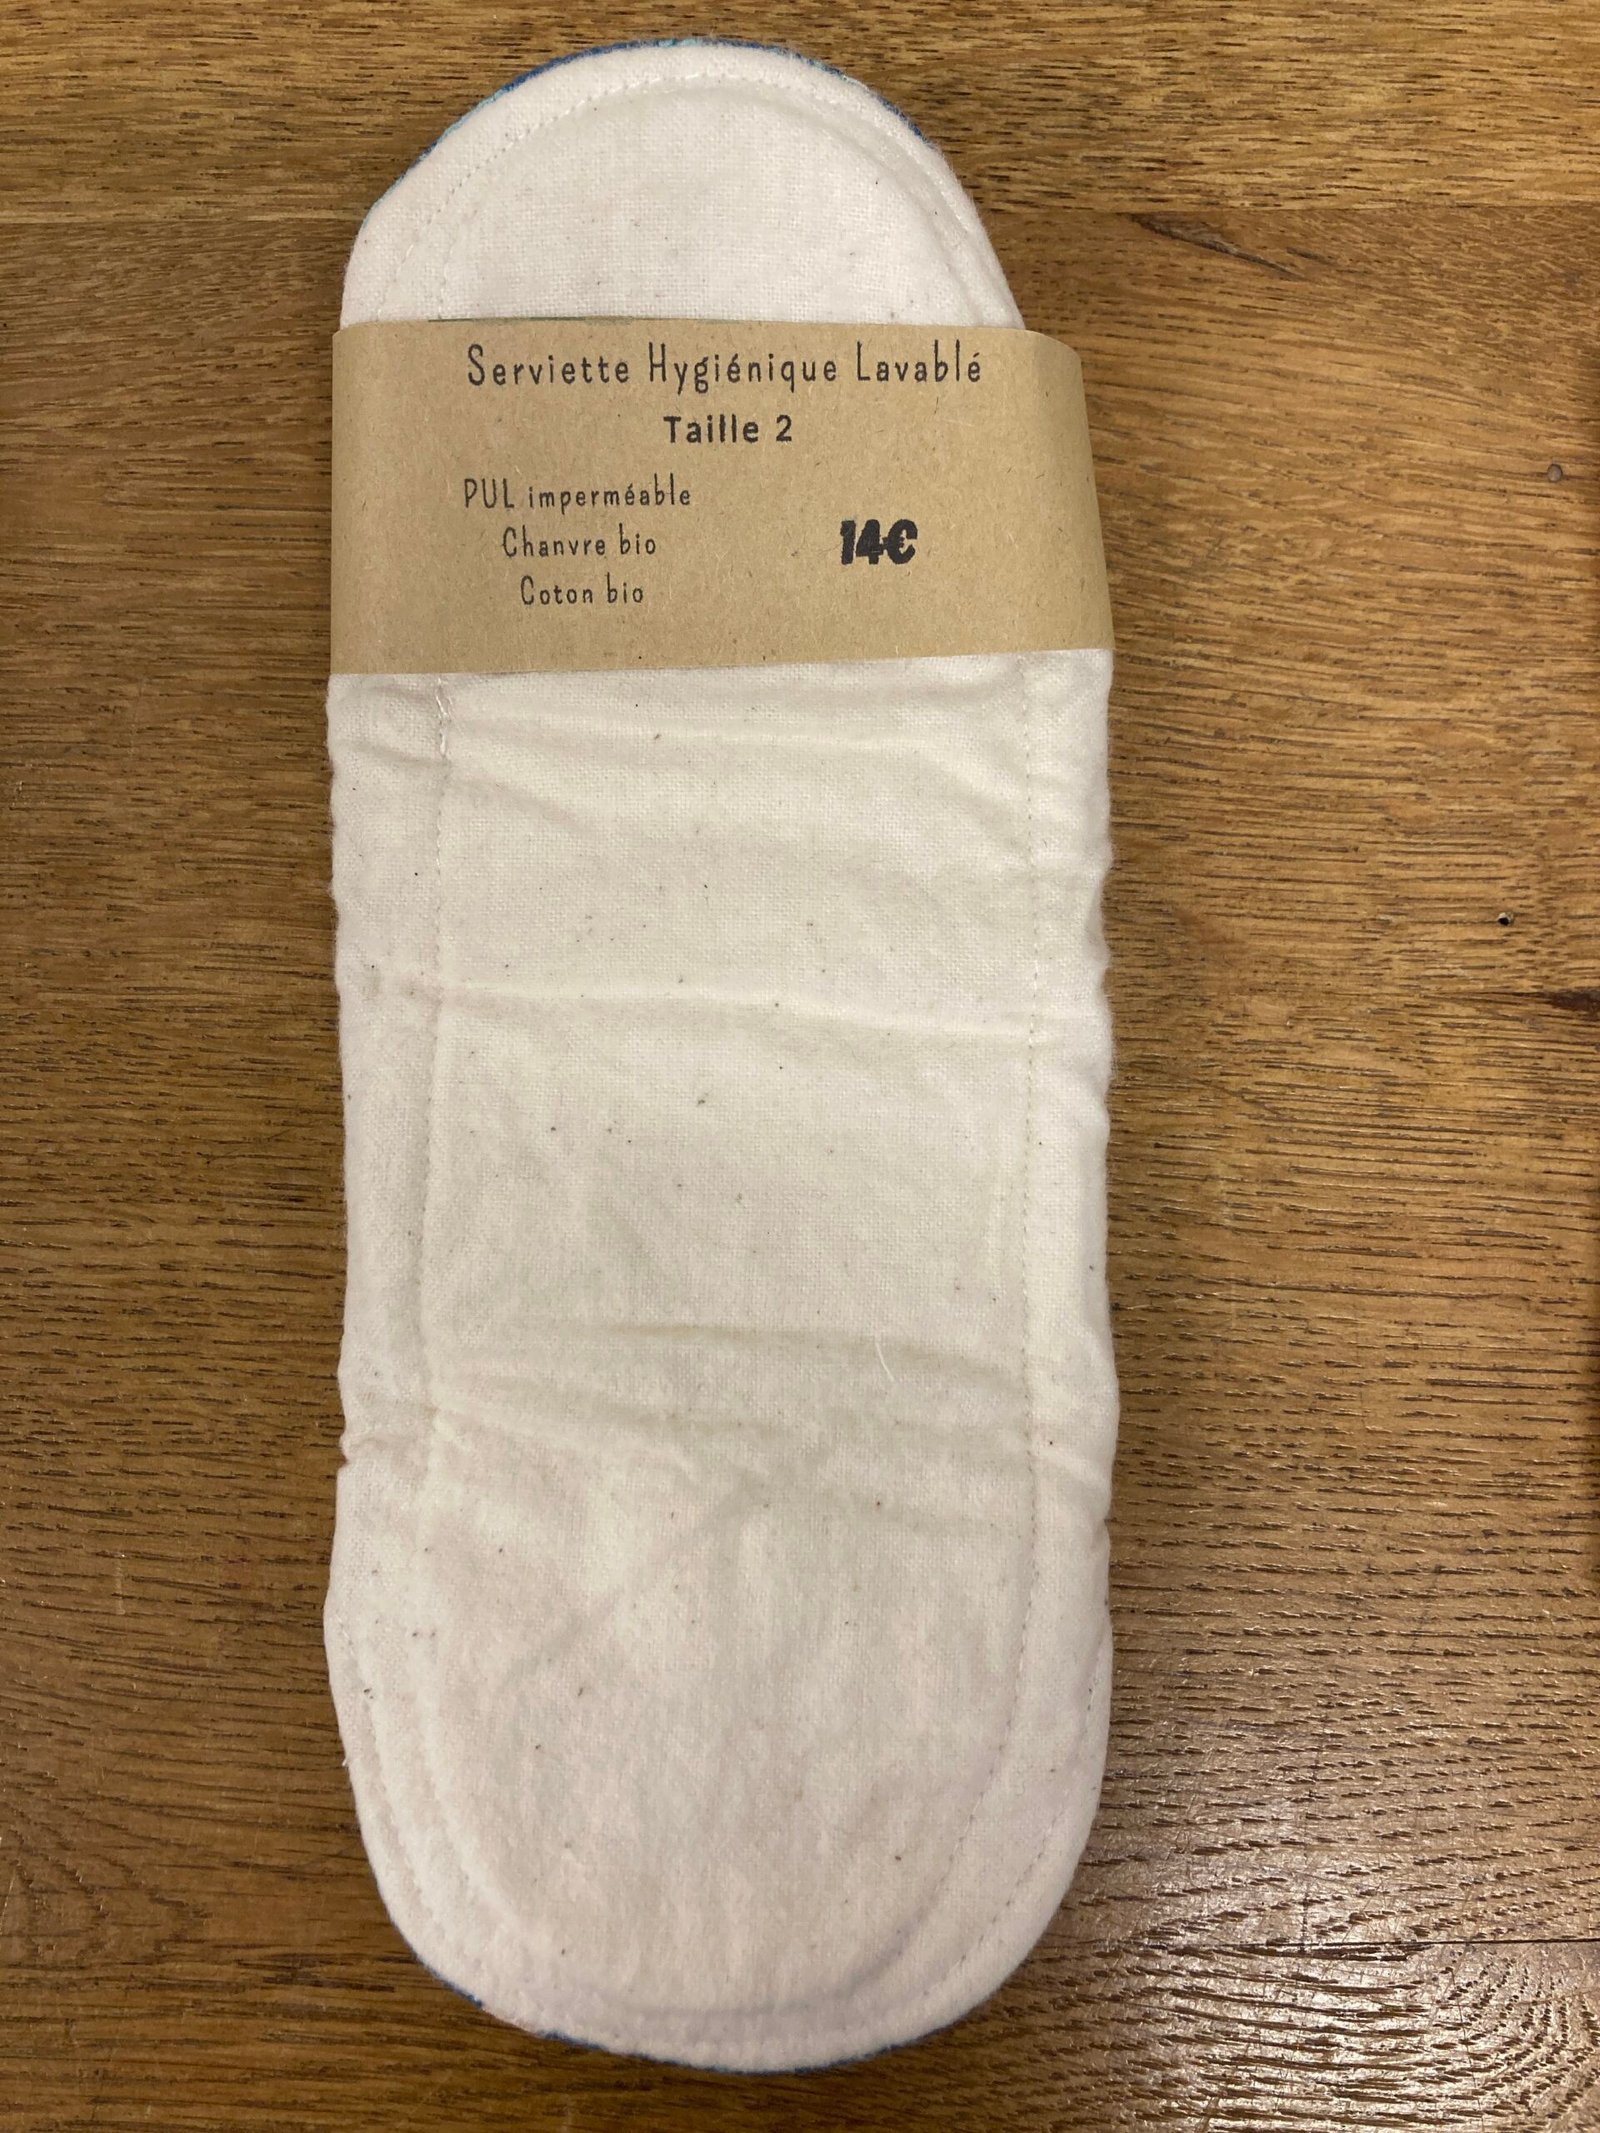 Serviette Hygiénique Lavablé
Taille 2
PUL imperméable
Chanvre bio
14€
Coton bio